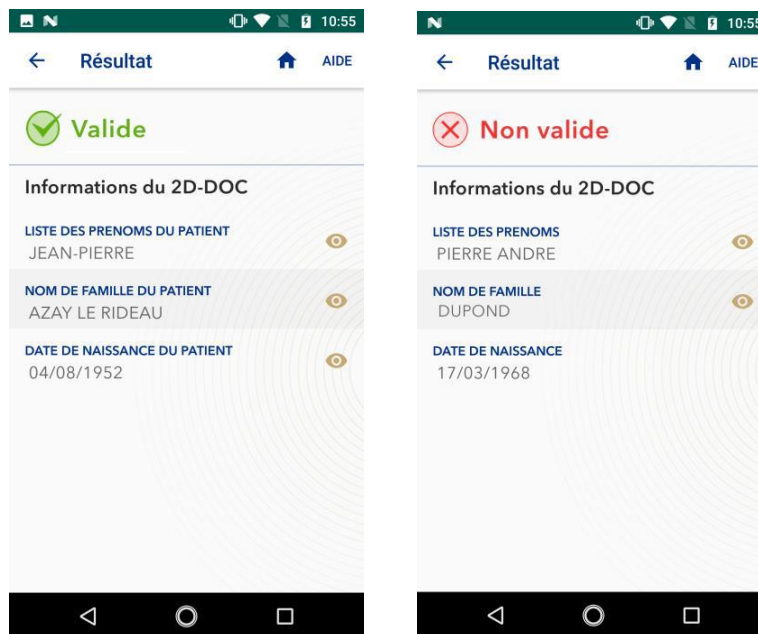 10:55
Résultat
AIDE
Valide
Informations du 2D-DOC
LISTE DES PRENOMS DU PATIENT
JEAN-PIERRE
NOM DE FAMILLE DU PATIENT
AZAY LE RIDEAU
DATE DE NAISSANCE DU PATIENT
04/08/1952
10:55
Résultat
AIDE
Non valide
Informations du 2D-DOC
LISTE DES PRENOMS
PIERRE ANDRE
NOM DE FAMILLE
DUPOND
DATE DE NAISSANCE
17/03/1968